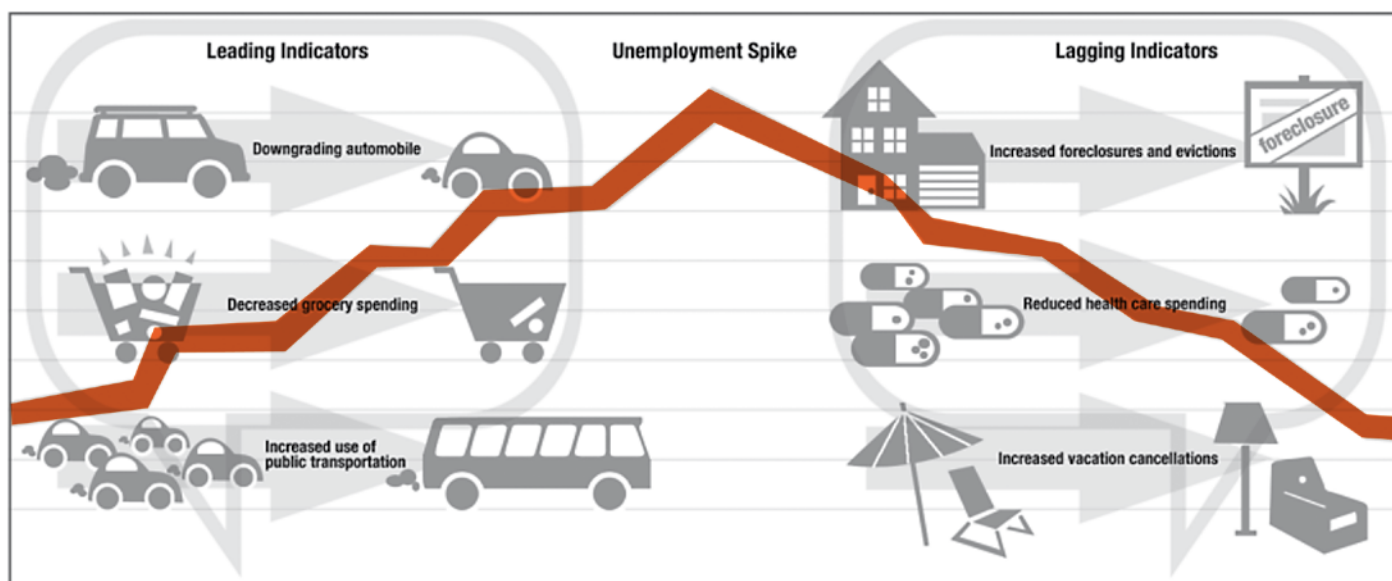 Leading Indicators
Unemployment Spike
Lagging Indicators
Downgrading automobile
Increased foreclosures and evictions
foreclosure
Decreased grocery spending
Reduced health care spending
Increased use of
public transportation
Increased vacation cancellations